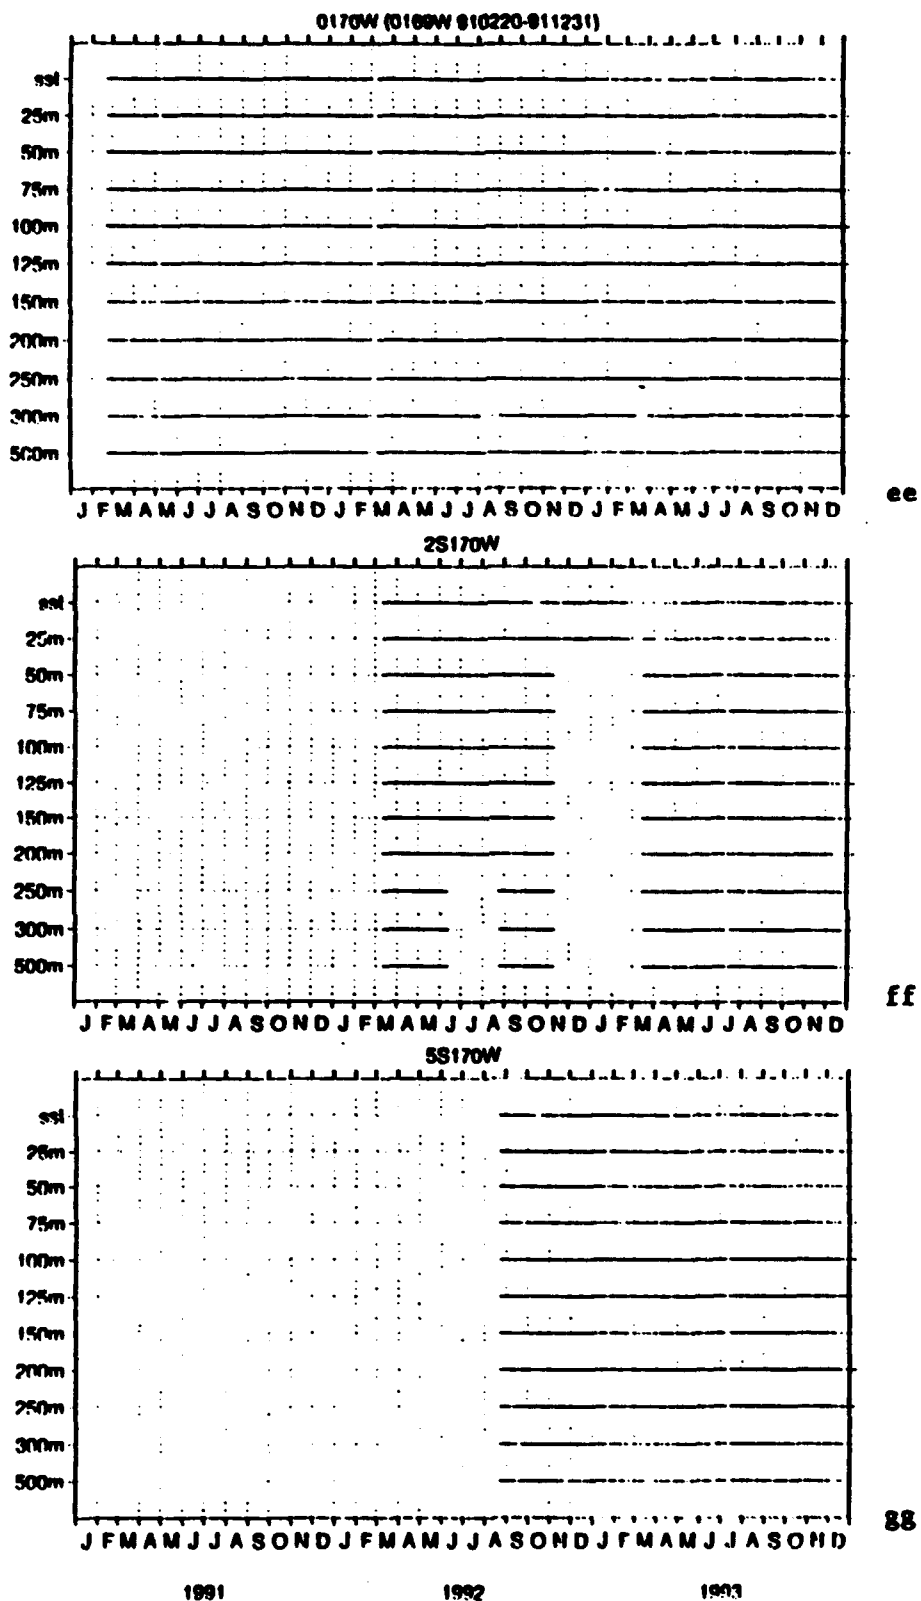 0170W (0169W 910220-911231)
sst
25m
50m
75m
100m
125m
150m
200m
250m
300m
500m
J F M A M J J A S O N D J F M A M J J A S O N D J F M A M J J A S O N D
ee
2S170W
sst
25m
50m
75m
100m
125m
150m
200m
250m
300m
500m
J F M A M J J A S O N D J F M A M J J A S O N D J F M A M J J A S O N D
ff
5S170W
sst
25m
50m
75m
100m
125m
150m
200m
250m
300m
500m
J F M A M J J A S O N D J F M A M J J A S O N D J F M A M J J A S O N D
gg
1991 1992 1993